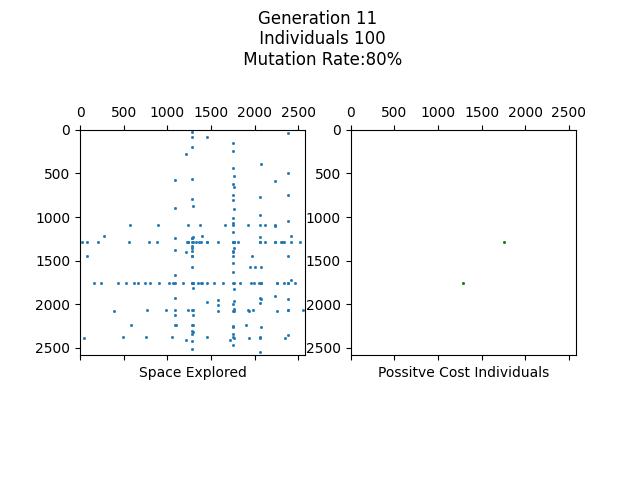 Generation 11
Individuals 100
Mutation Rate:80%
0 500 1000 1500 2000 2500
0 500 1000 1500 2000 2500
0
500
1000
1500
2000
2500
0
500
1000
1500
2000
2500
Space Explored
Possitve Cost Individuals